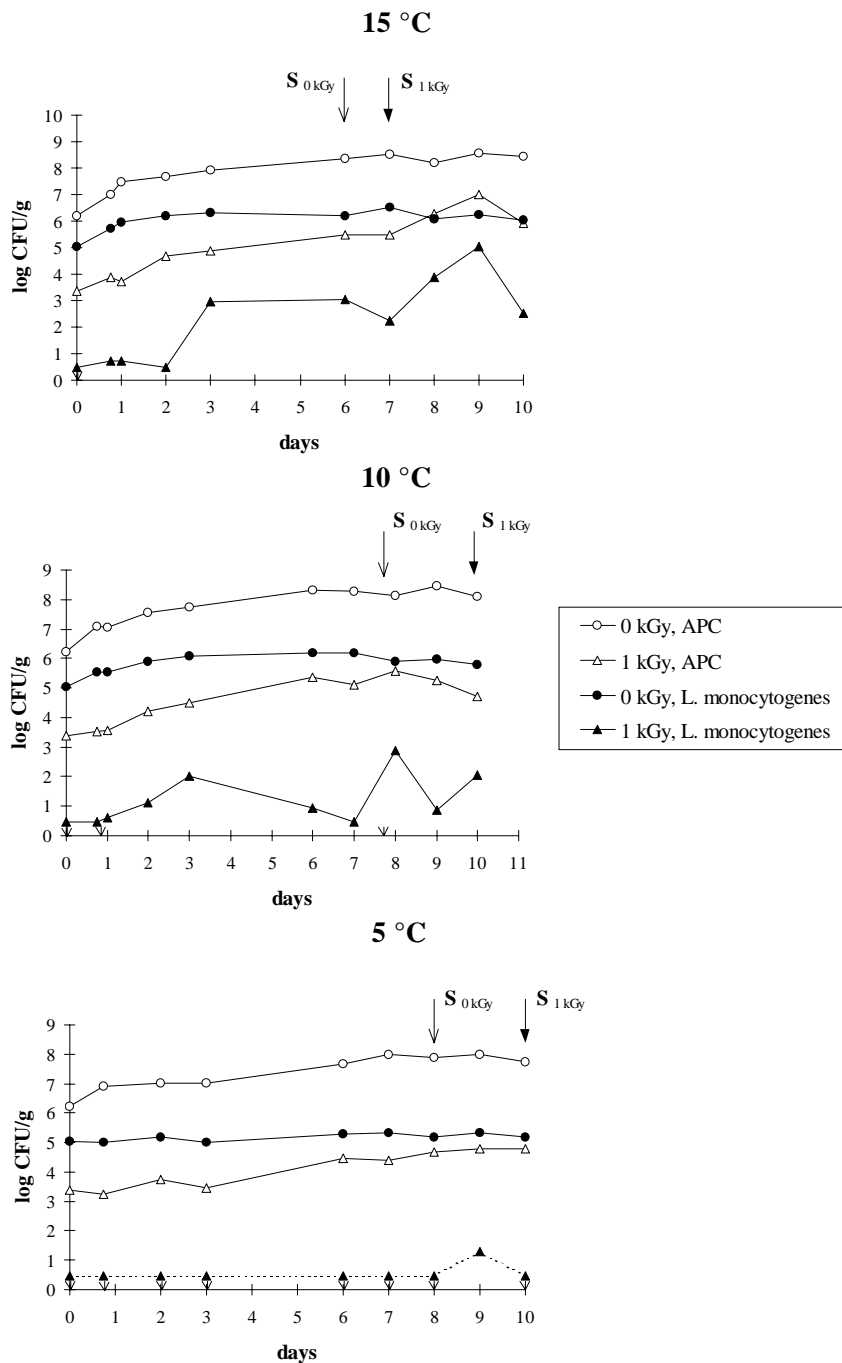 15 °C
S 0 kGy S 1 kGy
10
9
8
7
6
5
4
3
2
1
0
log CFU/g
0 1 2 3 4 5 6 7 8 9 10
days
10 °C
S 0 kGy S 1 kGy
9
8
7
6
5
4
3
2
1
0
log CFU/g
0 1 2 3 4 5 6 7 8 9 10 11
days
0 kGy, APC
1 kGy, APC
0 kGy, L. monocytogenes
1 kGy, L. monocytogenes
5 °C
S 0 kGy S 1 kGy
9
8
7
6
5
4
3
2
1
0
log CFU/g
0 1 2 3 4 5 6 7 8 9 10
days